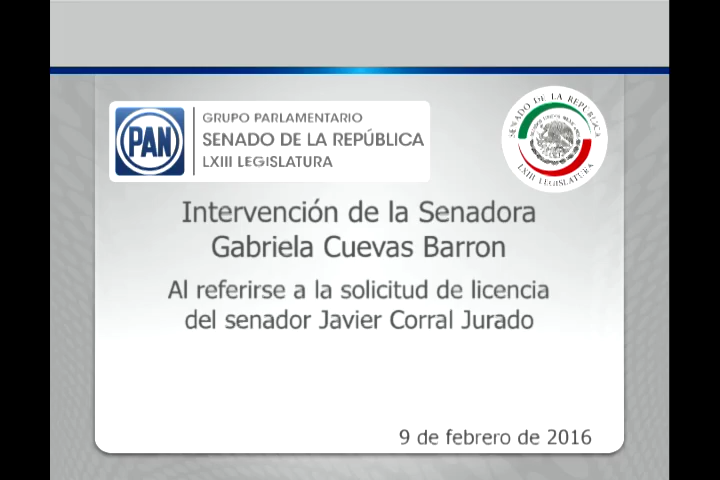 PAN
GRUPO PARLAMENTARIO
SENADO DE LA REPÚBLICA
LXIII LEGISLATURA
SENADO DE LA REPÚBLICA
LXIII LEGISLATURA
Intervención de la Senadora
Gabriela Cuevas Barron
Al referirse a la solicitud de licencia
del senador Javier Corral Jurado
9 de febrero de 2016